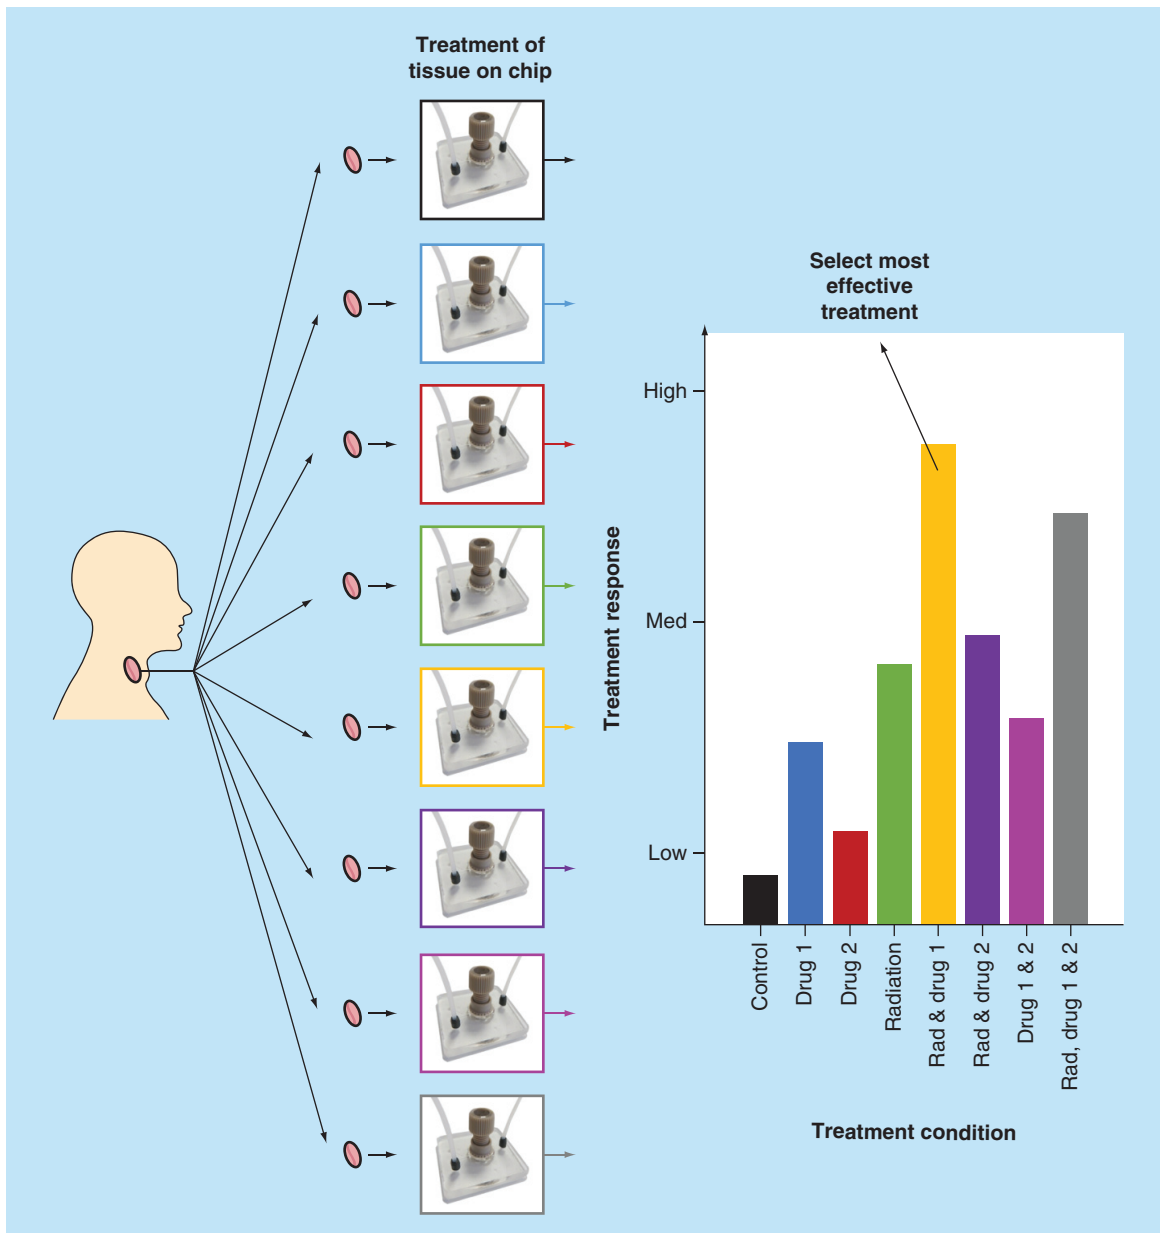 Treatment of
tissue on chip
Select most
effective
treatment
High
Med
Low
Treatment response
Control
Drug 1
Drug 2
Radiation
Rad & drug 1
Rad & drug 2
Drug 1 & 2
Rad, drug 1 & 2
Treatment condition